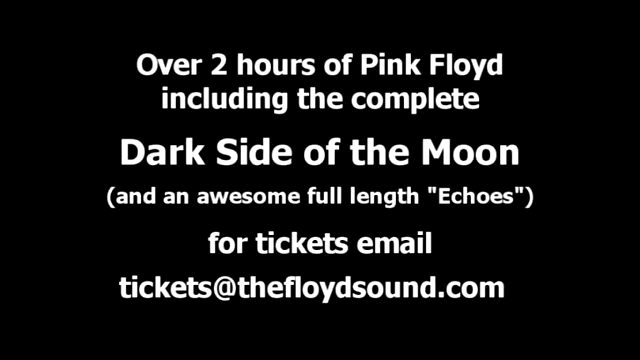 Over 2 hours of Pink Floyd
including the complete
Dark Side of the Moon
(and an awesome full length "Echoes")
for tickets email
tickets@thefloydsound.com